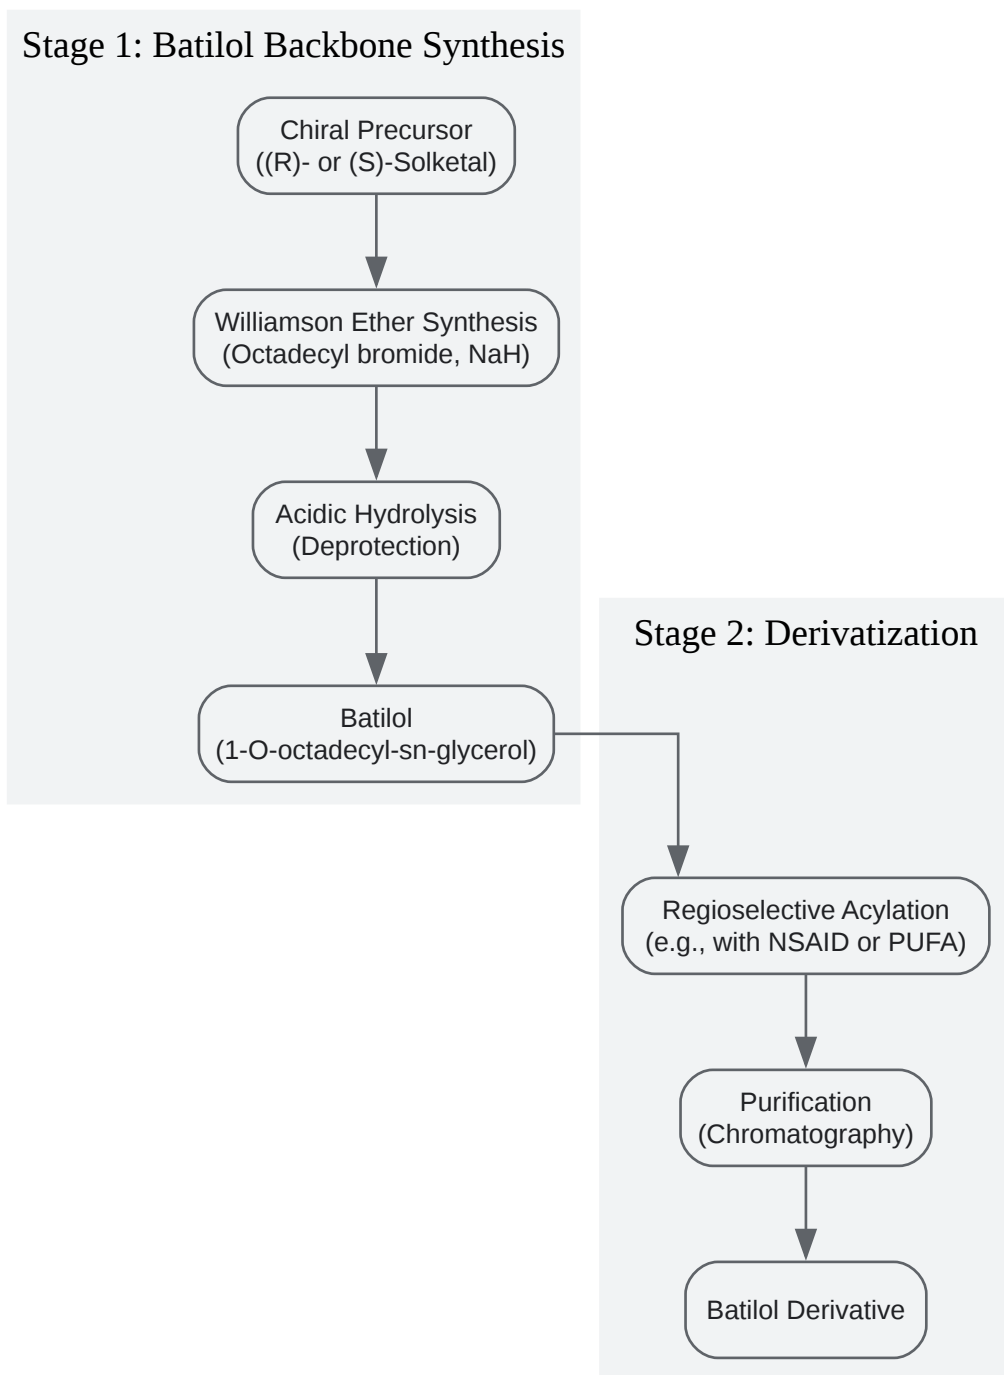 Stage 1: Batilol Backbone Synthesis
Chiral Precursor
((R)- or (S)-Solketal)
Williamson Ether Synthesis
(Octadecyl bromide, NaH)
Acidic Hydrolysis
(Deprotection)
Batilol
(1-O-octadecyl-sn-glycerol)
Stage 2: Derivatization
Regioselective Acylation
(e.g., with NSAID or PUFA)
Purification
(Chromatography)
Batilol Derivative